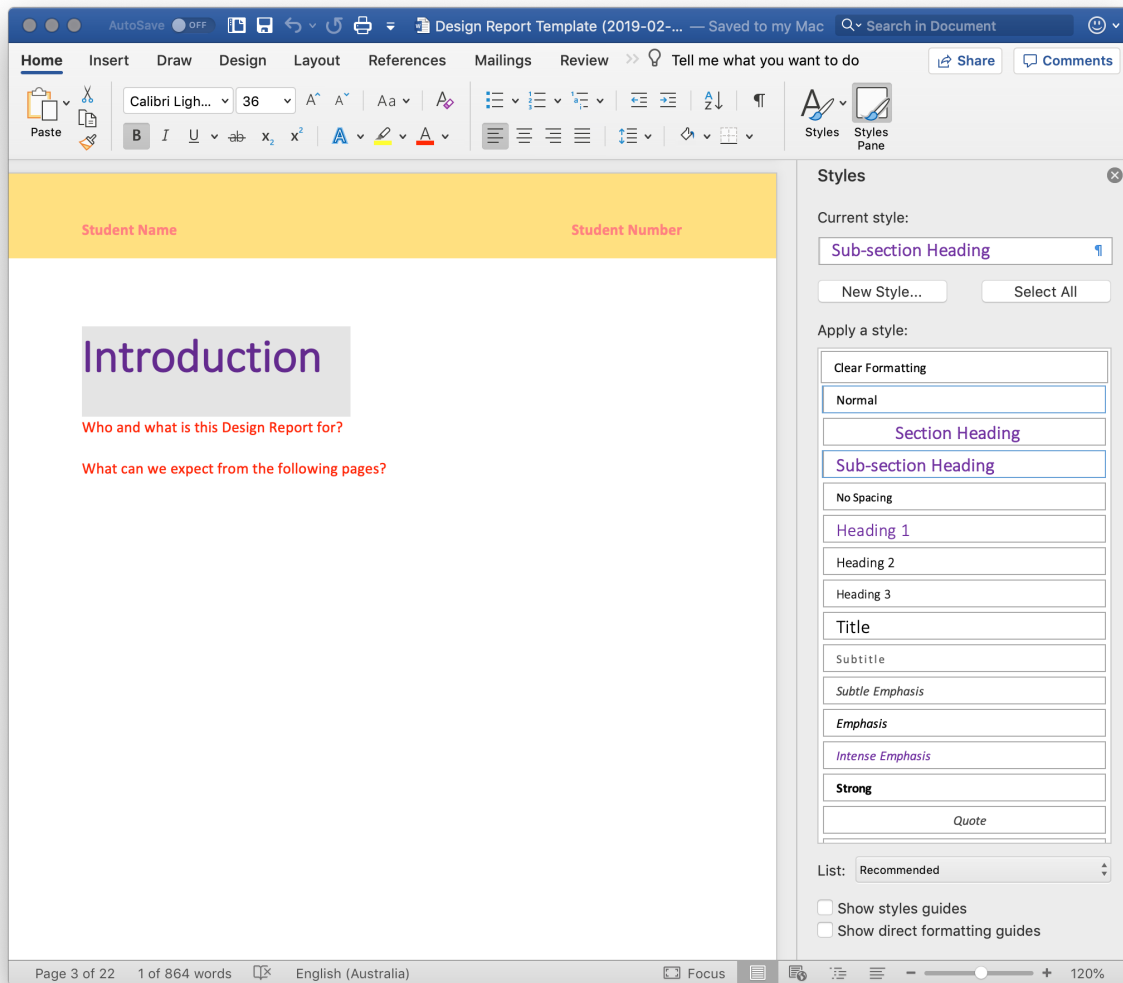 AutoSave OFF Design Report Template (2019-02-... — Saved to my Mac Search in Document
Home Insert Draw Design Layout References Mailings Review Tell me what you want to do Share Comments
Paste Calibri Ligh... 36 Aa Styles Styles Pane
B I U ab X2 X2 A A
Styles
Student Name Student Number
Current style:
Sub-section Heading
New Style... Select All
Apply a style:
Introduction
Who and what is this Design Report for?
What can we expect from the following pages?
Clear Formatting
Normal
Section Heading
Sub-section Heading
No Spacing
Heading 1
Heading 2
Heading 3
Title
Subtitle
Subtle Emphasis
Emphasis
Intense Emphasis
Strong
Quote
List: Recommended
Show styles guides
Show direct formatting guides
Page 3 of 22 1 of 864 words English (Australia) Focus 120%